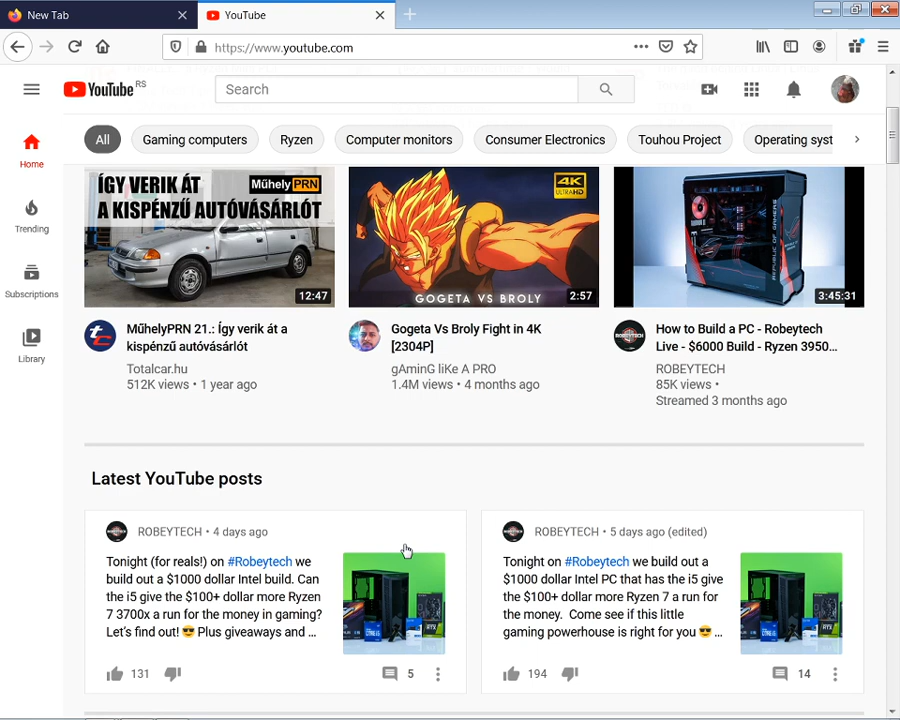 New Tab
YouTube
https://www.youtube.com
YouTube RS
Search
All
Gaming computers
Ryzen
Computer monitors
Consumer Electronics
Touhou Project
Operating syst
Home
Trending
Subscriptions
Library
ÍGY VERIK ÁT
A KISPÉNZŰ AUTÓVÁSÁRLÓT
Műhely PRN
12:47
4K
ULTRA HD
GOGETA VS BROLY
2:57
REPUBLIC OF GAMERS
3:45:31
MűhelyPRN 21.: Így verik át a
kispénzű autóvásárlót
Totalcar.hu
512K views • 1 year ago
Gogeta Vs Broly Fight in 4K
[2304P]
gAminG liKe A PRO
1.4M views • 4 months ago
How to Build a PC - Robeytech
Live - $6000 Build - Ryzen 3950...
ROBEYTECH
85K views •
Streamed 3 months ago
Latest YouTube posts
ROBEYTECH • 4 days ago
Tonight (for reals!) on #Robeytech we
build out a $1000 dollar Intel build. Can
the i5 give the $100+ dollar more Ryzen
7 3700x a run for the money in gaming?
Let's find out! 😎 Plus giveaways and ...
131
5
ROBEYTECH • 5 days ago (edited)
Tonight on #Robeytech we build out a
$1000 dollar Intel PC that has the i5 give
the $100+ dollar more Ryzen 7 a run for
the money. Come see if this little
gaming powerhouse is right for you 😎 ...
194
14